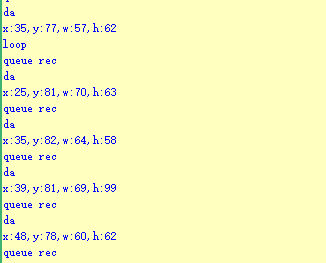 da
x:35,y:77,w:57,h:62
loop
queue rec
da
x:25,y:81,w:70,h:63
queue rec
da
x:35,y:82,w:64,h:58
queue rec
da
x:39,y:81,w:69,h:99
queue rec
da
x:48,y:78,w:60,h:62
queue rec